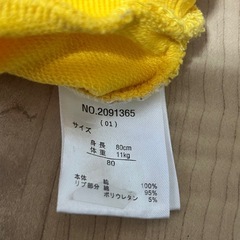 NO.2091365
サイズ
(01)
身長 80cm
体重 11kg
80
本体 綿 100%
リブ部分 綿 95%
ポリウレタン 5%